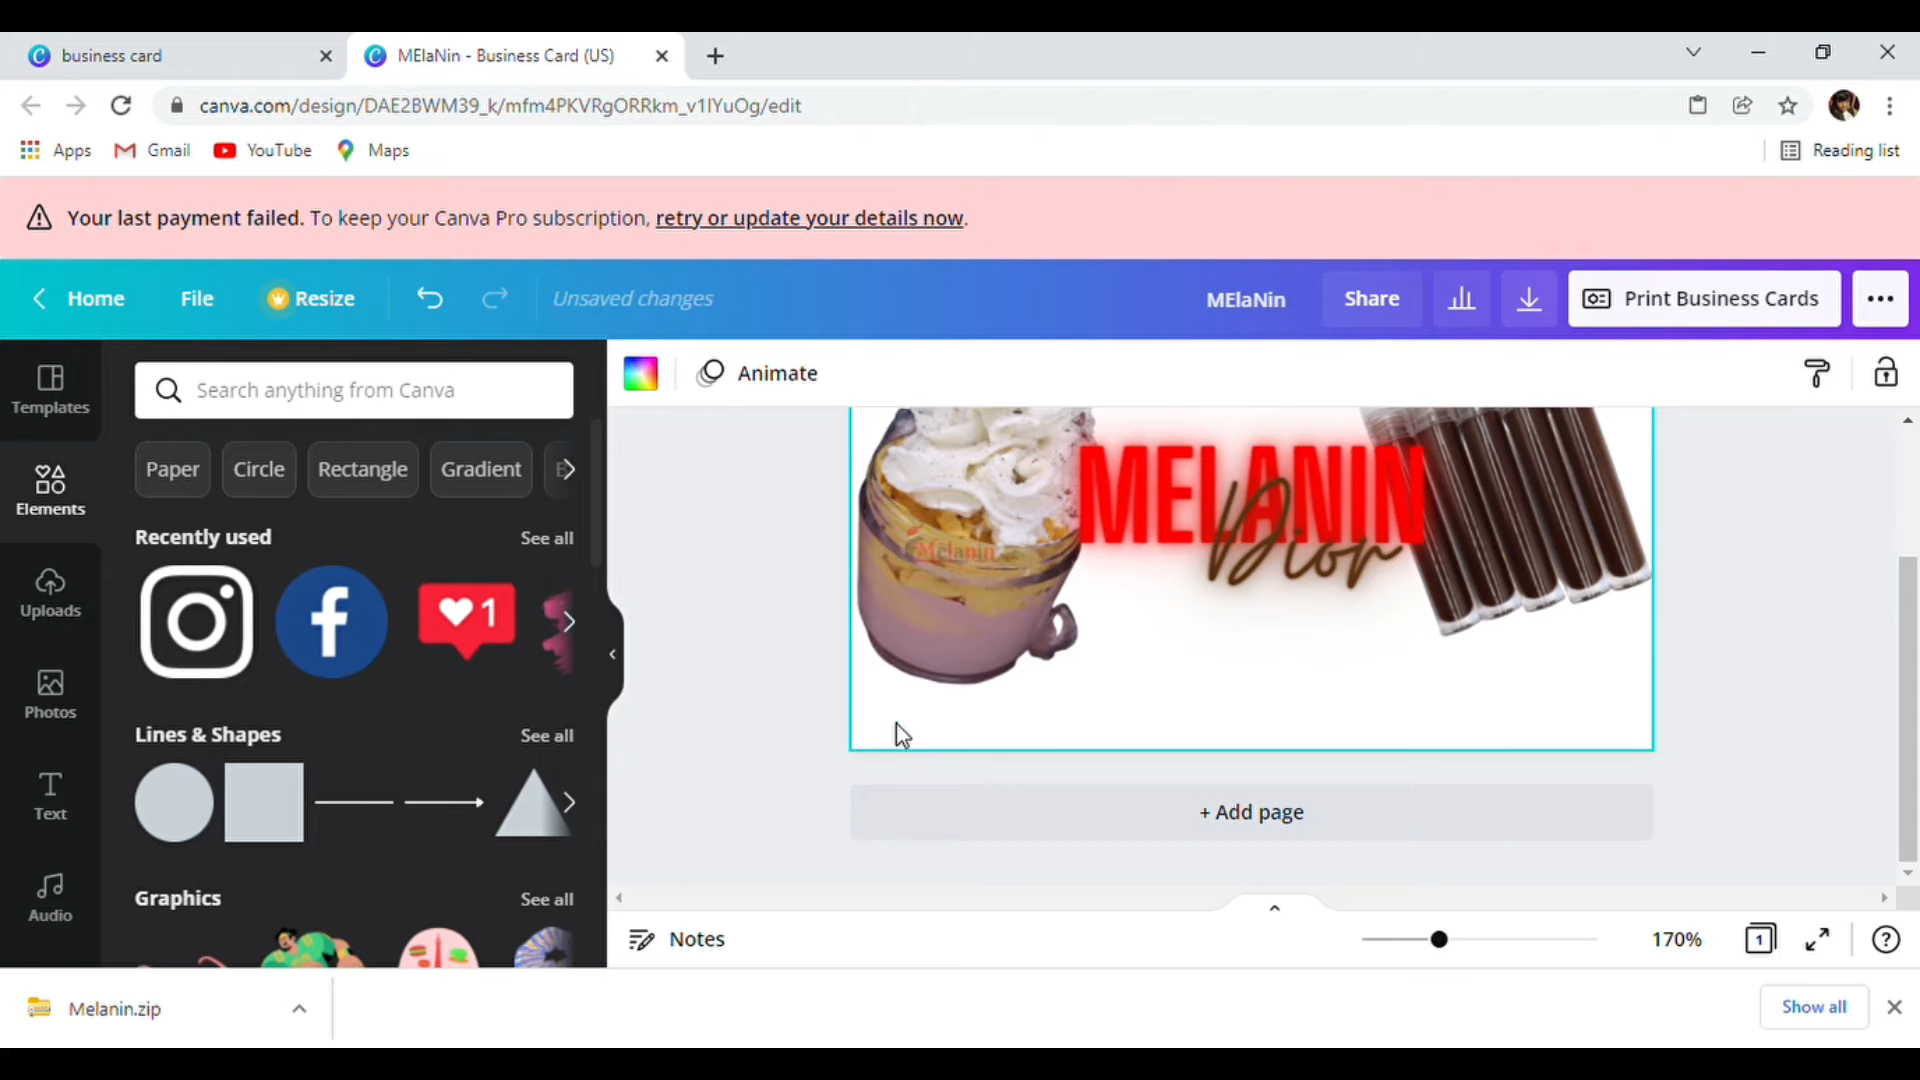 business card
MElaNin - Business Card (US)
canva.com/design/DAE2BWM39_k/mfm4PKVRgORRkm_v1IYuOg/edit
Apps
Gmail
YouTube
Maps
Reading list
Your last payment failed. To keep your Canva Pro subscription, retry or update your details now.
Home
File
Resize
Unsaved changes
MElaNin
Share
Print Business Cards
Templates
Elements
Uploads
Photos
Text
Audio
Search anything from Canva
Paper
Circle
Rectangle
Gradient
Recently used
See all
1
Lines & Shapes
See all
Graphics
See all
Animate
Melanin
MELANIN
Dior
+ Add page
Notes
170%
1
Melanin.zip
Show all